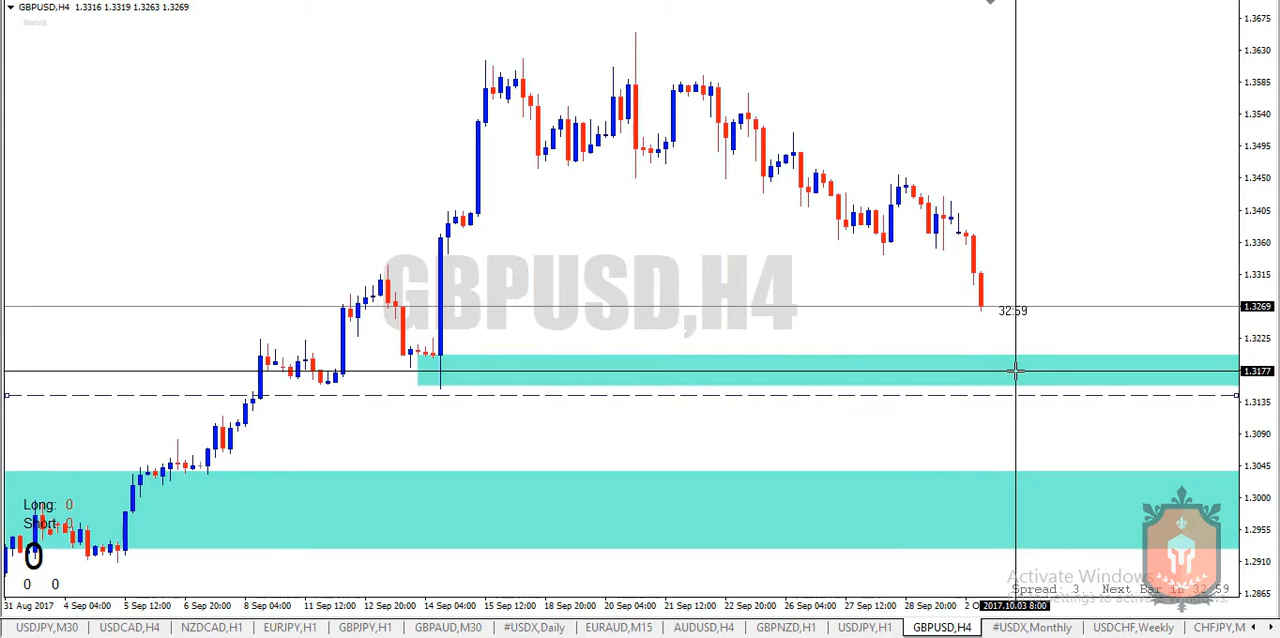 GBPUSD,H4 1.3316 1.3319 1.3263 1.3269
1.3675
1.3630
1.3585
1.3540
1.3495
1.3450
1.3405
1.3360
1.3315
1.3269
1.3225
1.3177
1.3135
1.3090
1.3045
1.3000
1.2955
1.2910
1.2865
GBPUSD,H4
32:59
Long: 0
Short: 0
0
0 0
Activate Windows
Spread: 3.. Next Bar in 32:59
31 Aug 2017 4 Sep 04:00 5 Sep 12:00 6 Sep 20:00 8 Sep 04:00 11 Sep 12:00 12 Sep 20:00 14 Sep 04:00 15 Sep 12:00 18 Sep 20:00 20 Sep 04:00 21 Sep 12:00 22 Sep 20:00 26 Sep 04:00 27 Sep 12:00 28 Sep 20:00 2 O 2017.10.03 8:00
USDJPY,M30 USDCAD,H4 NZDCAD,H1 EURJPY,H1 GBPJPY,H1 GBPAUD,M30 #USDX,Daily EURAUD,M15 AUDUSD,H4 GBPNZD,H1 USDJPY,H1 GBPUSD,H4 #USDX,Monthly USDCHF,Weekly CHFJPY,M